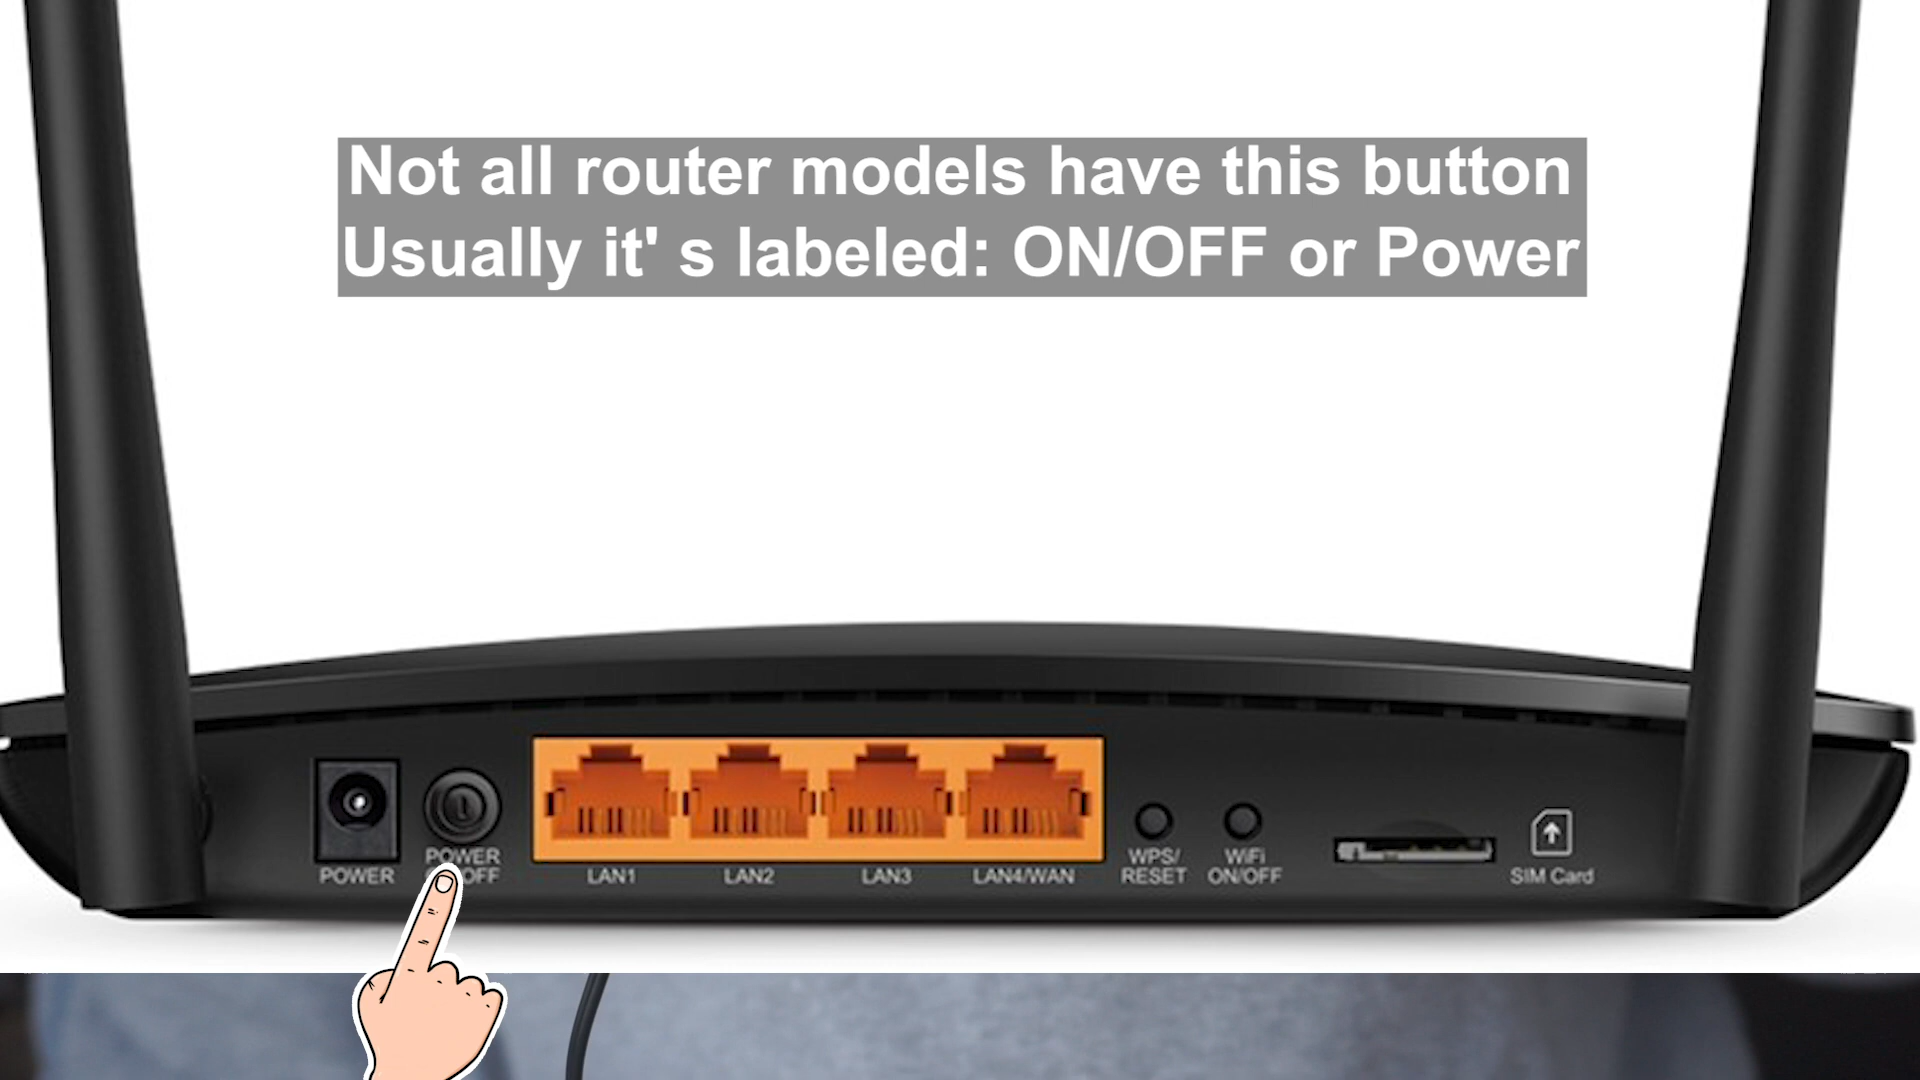 Not all router models have this button
Usually it' s labeled: ON/OFF or Power
POWER
POWER
OFF
LAN1
LAN2
LAN3
LAN4/WAN
WPS/
RESET
WiFi
ON/OFF
SIM Card